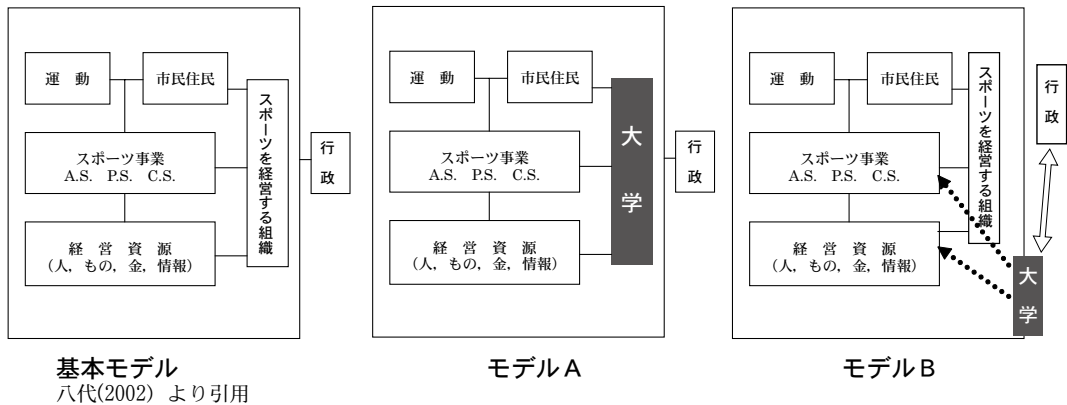 運　動
市民住民
スポーツ事業
A.S.　P.S.　C.S.
経　営　資　源
（人，もの，金，情報）
スポーツを経営する組織
行政
基本モデル
八代(2002) より引用
運　動
市民住民
スポーツ事業
A.S.　P.S.　C.S.
経　営　資　源
（人，もの，金，情報）
大学
行政
モデルA
運　動
市民住民
スポーツ事業
A.S.　P.S.　C.S.
経　営　資　源
（人，もの，金，情報）
スポーツを経営する組織
行政
大学
モデルB